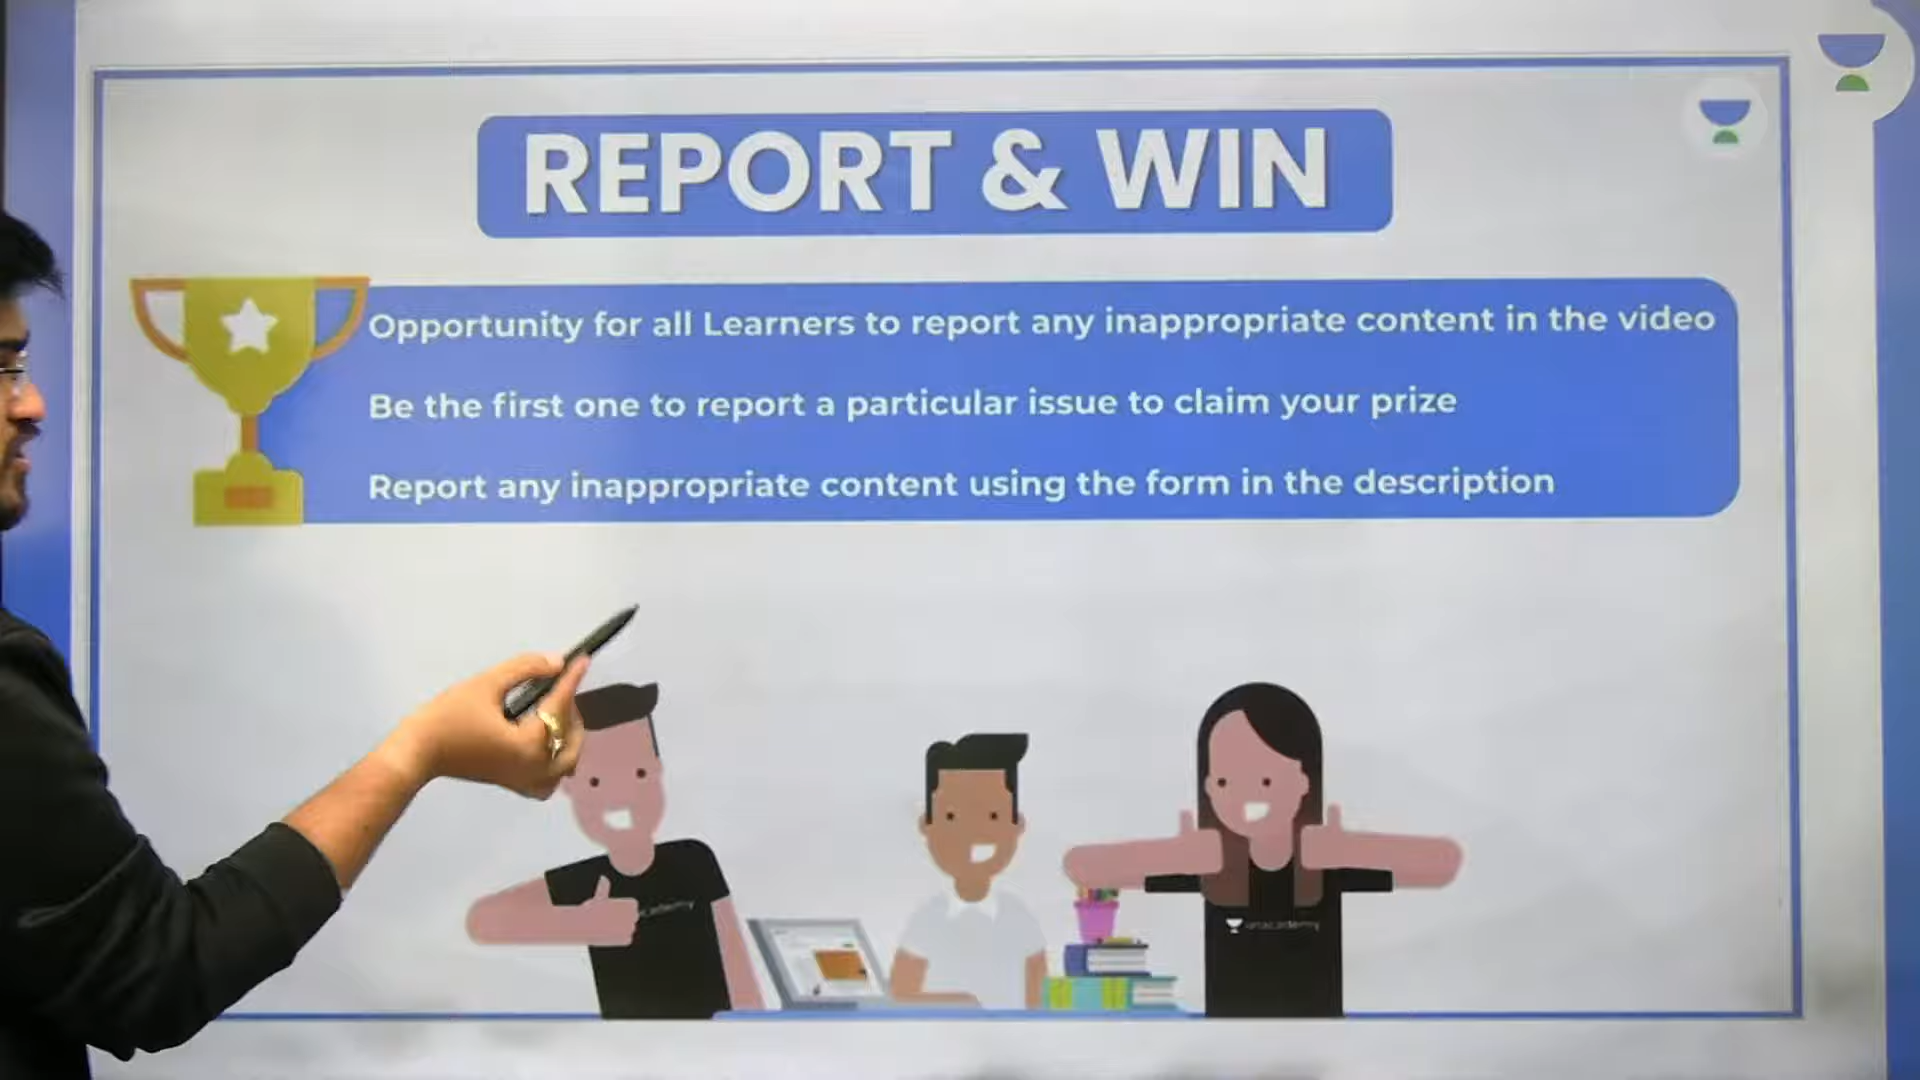 REPORT & WIN
Opportunity for all Learners to report any inappropriate content in the video
Be the first one to report a particular issue to claim your prize
Report any inappropriate content using the form in the description
unacademy